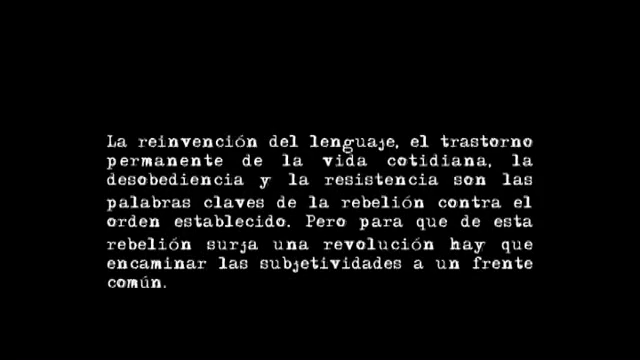 La reinvención del lenguaje, el trastorno
permanente de la vida cotidiana, la
desobediencia y la resistencia son las
palabras claves de la rebelión contra el
orden establecido. Pero para que de esta
rebelión surja una revolución hay que
encaminar las subjetividades a un frente
común.